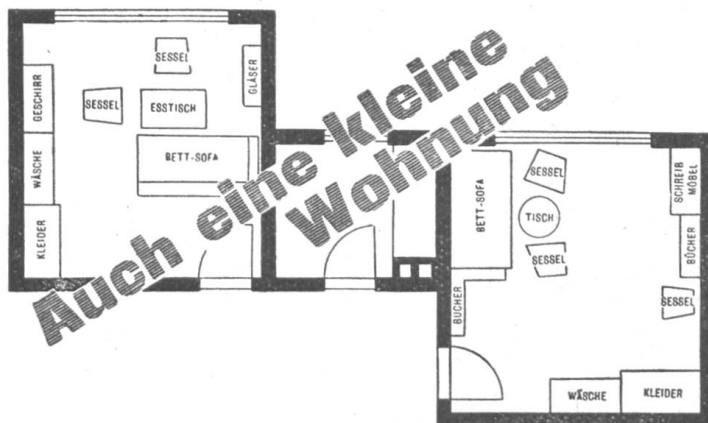 Auch eine kleine
Wohnung
SESSEL
GLÄSER
GESCHIRR
SESSEL
ESSTISCH
WÄSCHE
BETT-SOFA
KLEIDER
BETT-SOFA
SESSEL
SCHREIB
MÖBEL
TISCH
SESSEL
BÜCHER
BÜCHER
SESSEL
WÄSCHE
KLEIDER